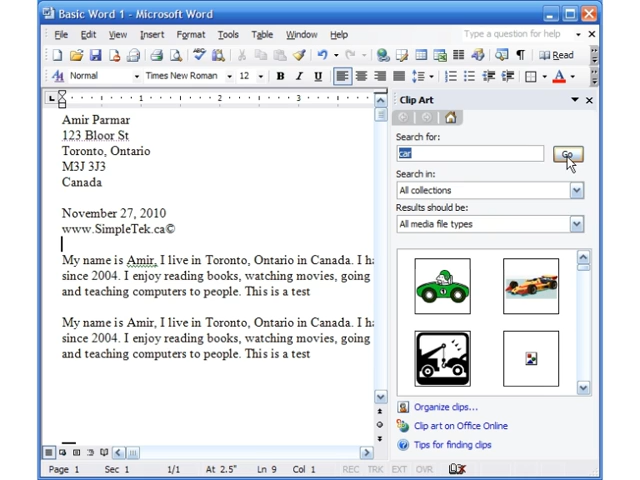 Basic Word 1 - Microsoft Word
File Edit View Insert Format Tools Table Window Help Type a question for help
Read
Normal Times New Roman 12 B I U
Clip Art
1 2 3
Amir Parmar
123 Bloor St
Toronto, Ontario
M3J 3J3
Canada
November 27, 2010
www.SimpleTek.ca©
My name is Amir, I live in Toronto, Ontario in Canada. I ha
since 2004. I enjoy reading books, watching movies, going
and teaching computers to people. This is a test
My name is Amir, I live in Toronto, Ontario in Canada. I ha
since 2004. I enjoy reading books, watching movies, going
and teaching computers to people. This is a test
Search for:
car Go
Search in:
All collections
Results should be:
All media file types
Organize clips...
Clip art on Office Online
Tips for finding clips
Page 1 Sec 1 1/1 At 2.5" Ln 9 Col 1 REC TRK EXT OVR